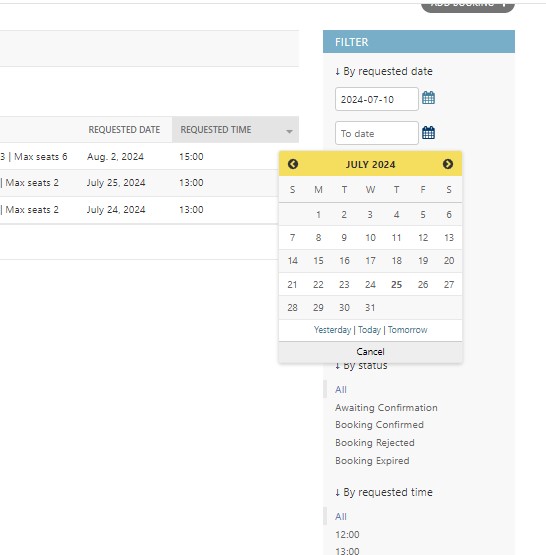 ADD BOOKING +
FILTER
↓ By requested date
2024-07-10
To date
REQUESTED DATE REQUESTED TIME
3 | Max seats 6 Aug. 2, 2024 15:00
| Max seats 2 July 25, 2024 13:00
| Max seats 2 July 24, 2024 13:00
JULY 2024
S M T W T F S
1 2 3 4 5 6
7 8 9 10 11 12 13
14 15 16 17 18 19 20
21 22 23 24 25 26 27
28 29 30 31
Yesterday | Today | Tomorrow
Cancel
↓ By status
All
Awaiting Confirmation
Booking Confirmed
Booking Rejected
Booking Expired
↓ By requested time
All
12:00
13:00